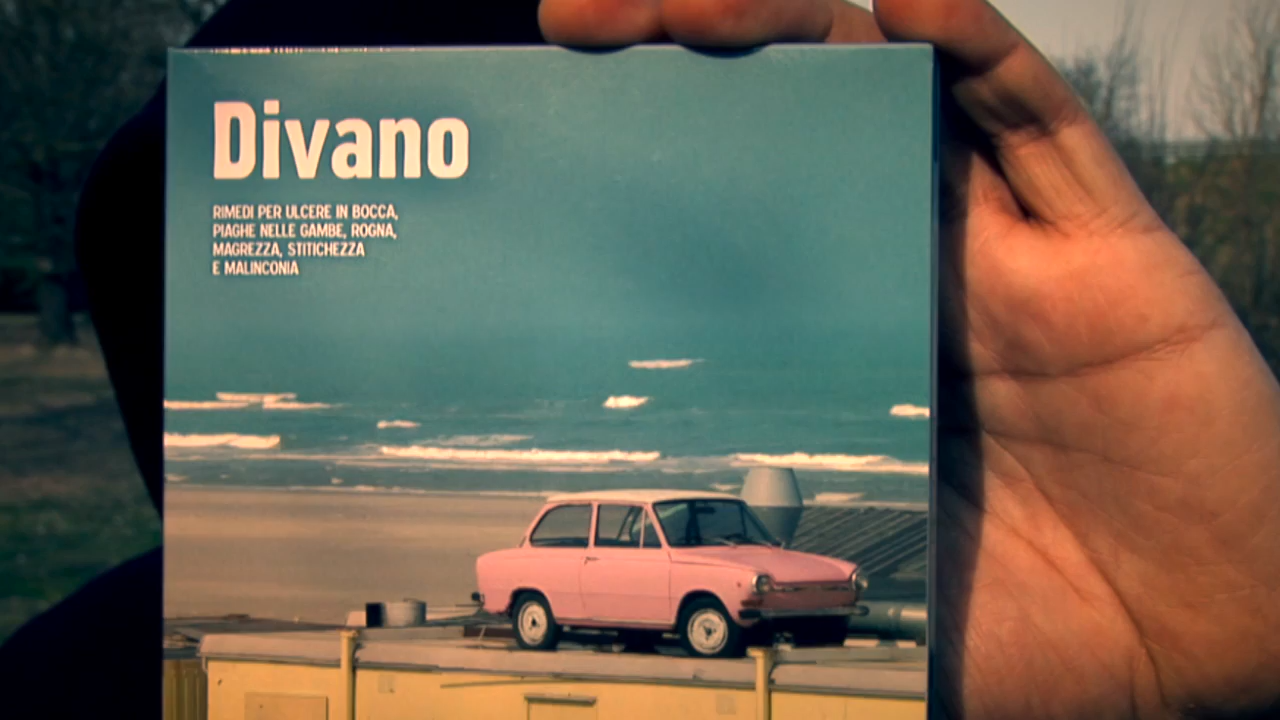 Divano
RIMEDI PER ULCERE IN BOCCA,
PIAGHE NELLE GAMBE, ROGNA,
MAGREZZA, STITICHEZZA
E MALINCONIA